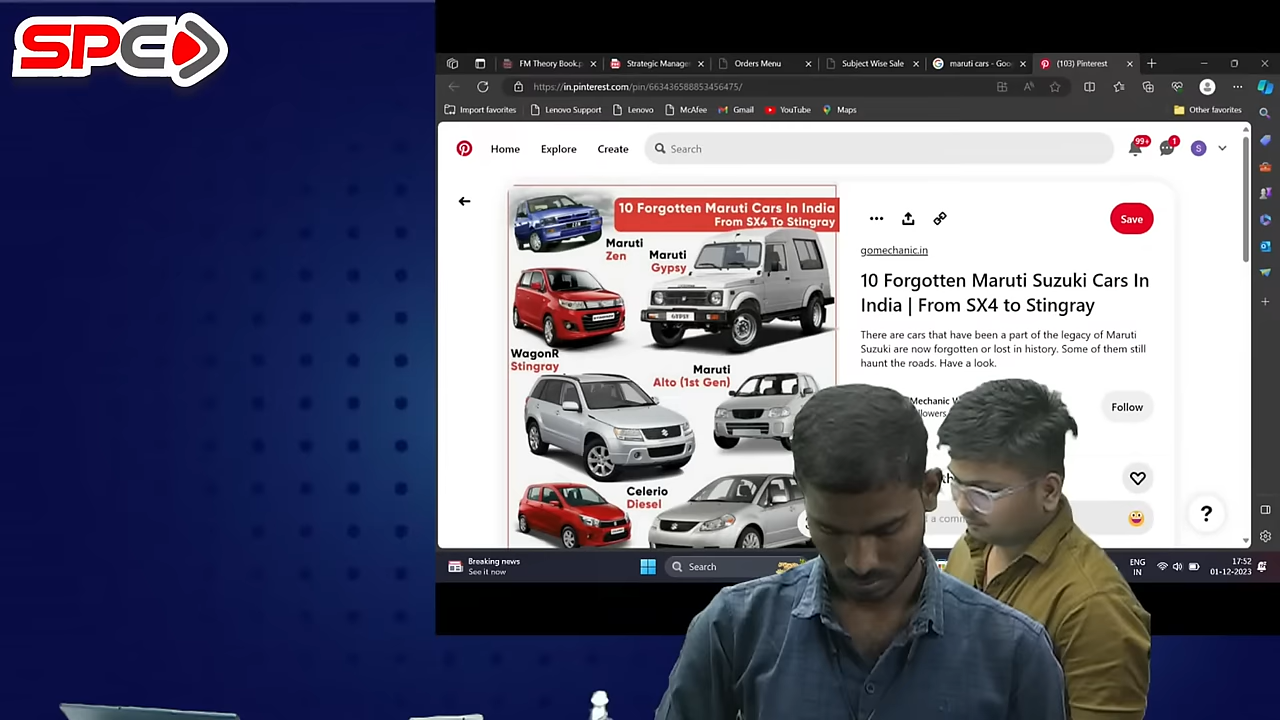 SPC
FM Theory Book.p
Strategic Manage
Orders Menu
Subject Wise Sale
maruti cars - Goo
(103) Pinterest
https://in.pinterest.com/pin/663436588853456475/
Import favorites
Lenovo Support
Lenovo
McAfee
Gmail
YouTube
Maps
Other favorites
Home
Explore
Create
Search
99+
1
S
10 Forgotten Maruti Cars In India
From SX4 To Stingray
Maruti
Zen
Maruti
Gypsy
GYPSY
WagonR
Stingray
Maruti
Alto (1st Gen)
Celerio
Diesel
Save
gomechanic.in
10 Forgotten Maruti Suzuki Cars In
India | From SX4 to Stingray
There are cars that have been a part of the legacy of Maruti
Suzuki are now forgotten or lost in history. Some of them still
haunt the roads. Have a look.
Mechanic
Follow
?
Breaking news
See it now
Search
ENG
IN
17:52
01-12-2023